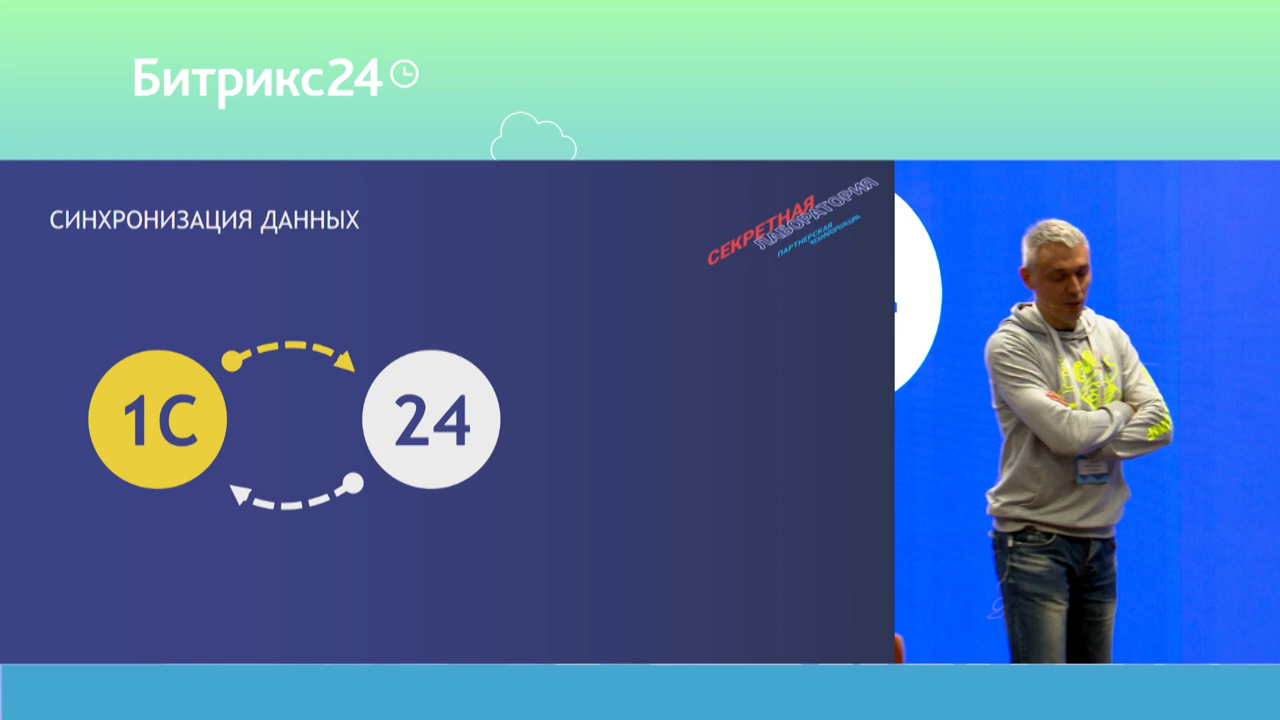 Битрикс24
СИНХРОНИЗАЦИЯ ДАННЫХ
СЕКРЕТНАЯ
ЛАБОРАТОРИЯ
ПАРТНЕРСКАЯ
1С
24